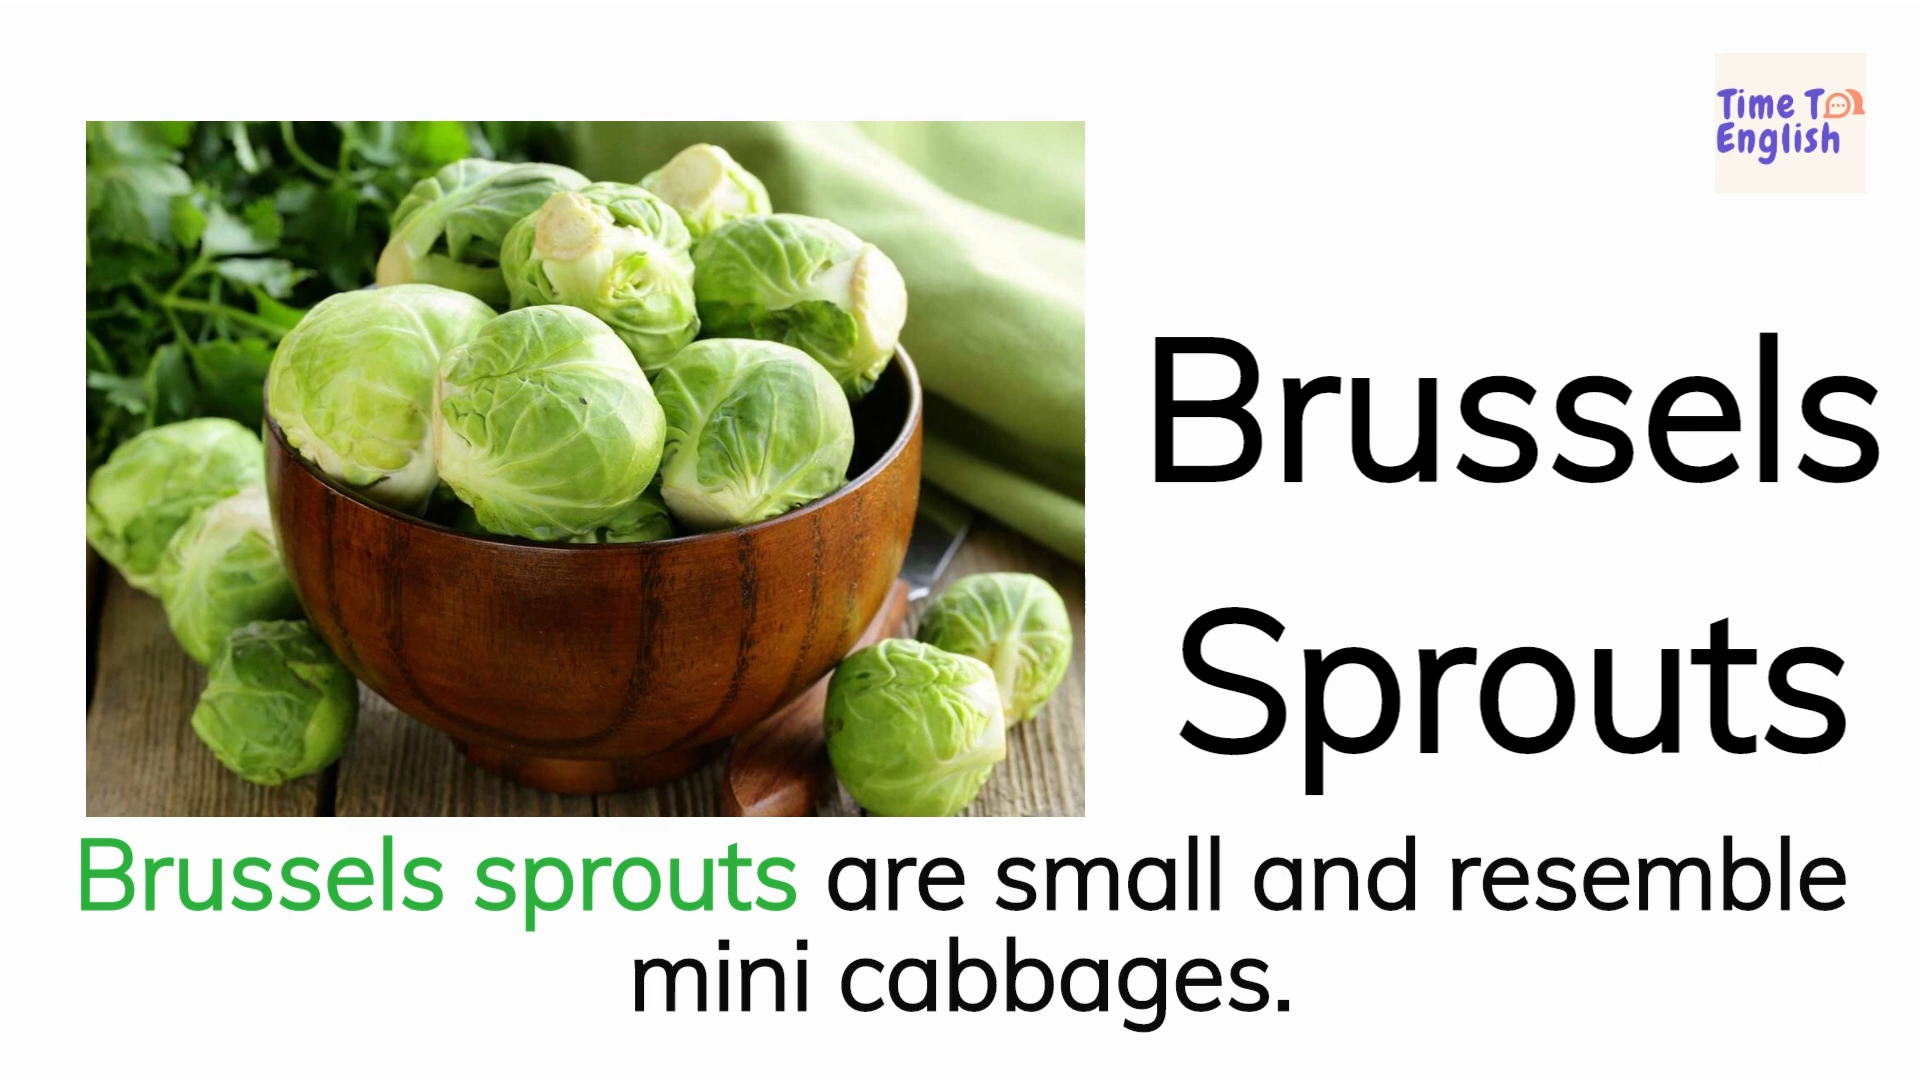 Time To
English
Brussels
Sprouts
Brussels sprouts are small and resemble
mini cabbages.